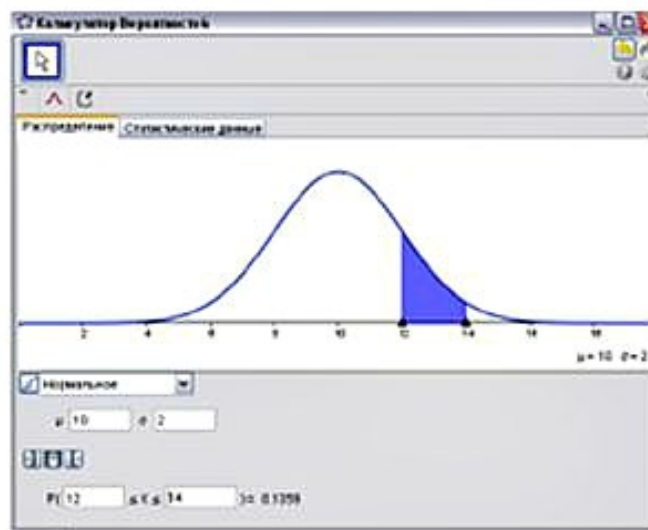 Калькулятор Вероятностей
Распределение Статистические данные
2 4 6 8 10 12 14 16 18
μ = 10 σ = 2
Нормальное
μ 10 σ 2
P( 12 ≤ X ≤ 14 ) = 0.1359